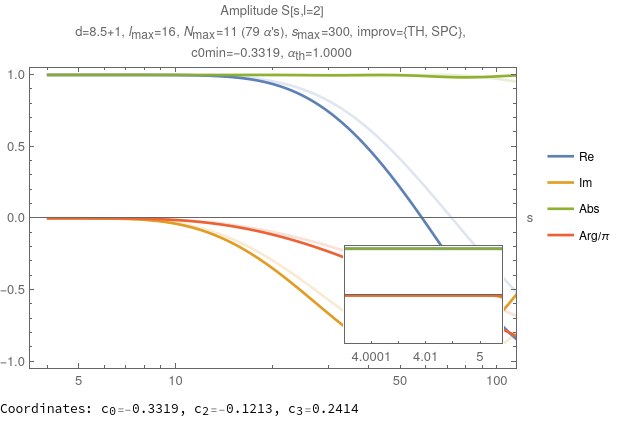 Amplitude S[s,l=2]
d=8.5+1, lmax=16, Nmax=11 (79 α's), smax=300, improv={TH, SPC},
c0min=−0.3319, αth=1.0000
1.0
0.5
0.0
−0.5
−1.0
s
Re
Im
Abs
Arg/π
4.0001 4.01 5
5 10 50 100
Coordinates: c0=-0.3319, c2=-0.1213, c3=0.2414